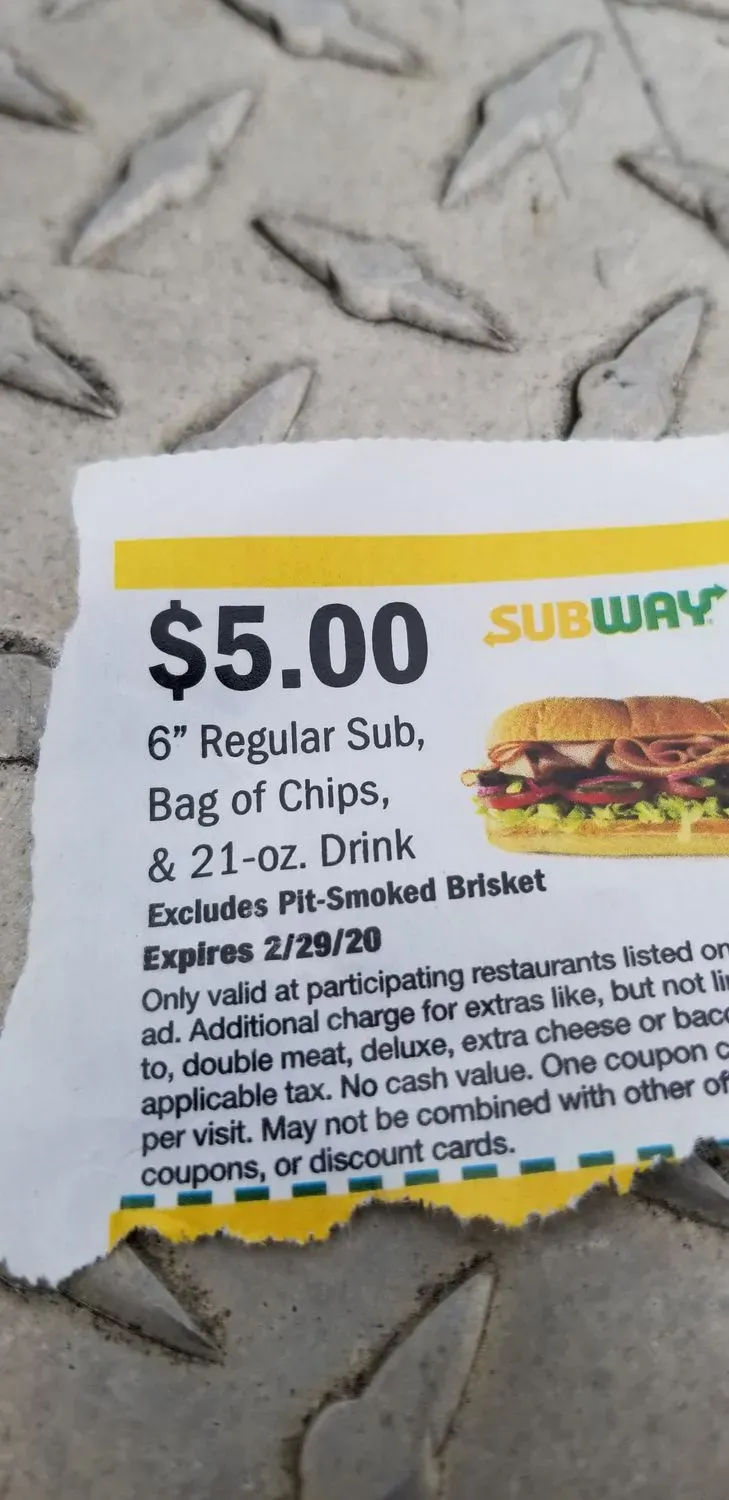 $5.00
SUBWAY
6” Regular Sub,
Bag of Chips,
& 21-oz. Drink
Excludes Pit-Smoked Brisket
Expires 2/29/20
Only valid at participating restaurants listed on
ad. Additional charge for extras like, but not
to, double meat, deluxe, extra cheese or
applicable tax. No cash value. One coupon
per visit. May not be combined with other
coupons, or discount cards.